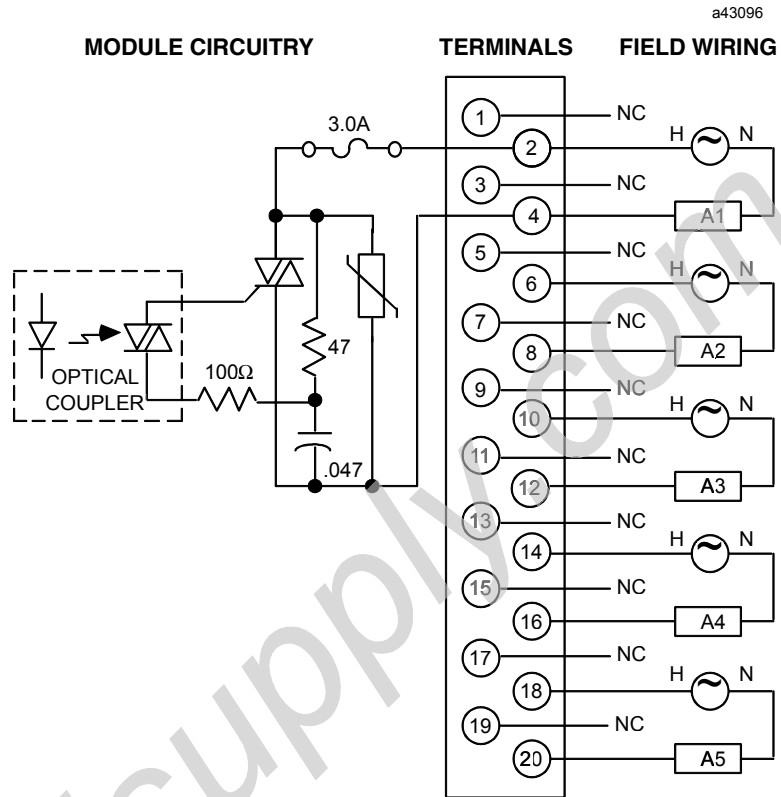 a43096
MODULE CIRCUITRY TERMINALS FIELD WIRING
1 NC
3.0A
2 H ~ N
3 NC
4 A1
5 NC
6 H ~ N
7 NC
47
8 A2
OPTICAL
COUPLER
100Ω
9 NC
10 H ~ N
11 NC
.047
12 A3
13 NC
14 H ~ N
15 NC
16 A4
17 NC
18 H ~ N
19 NC
20 A5
supply.com